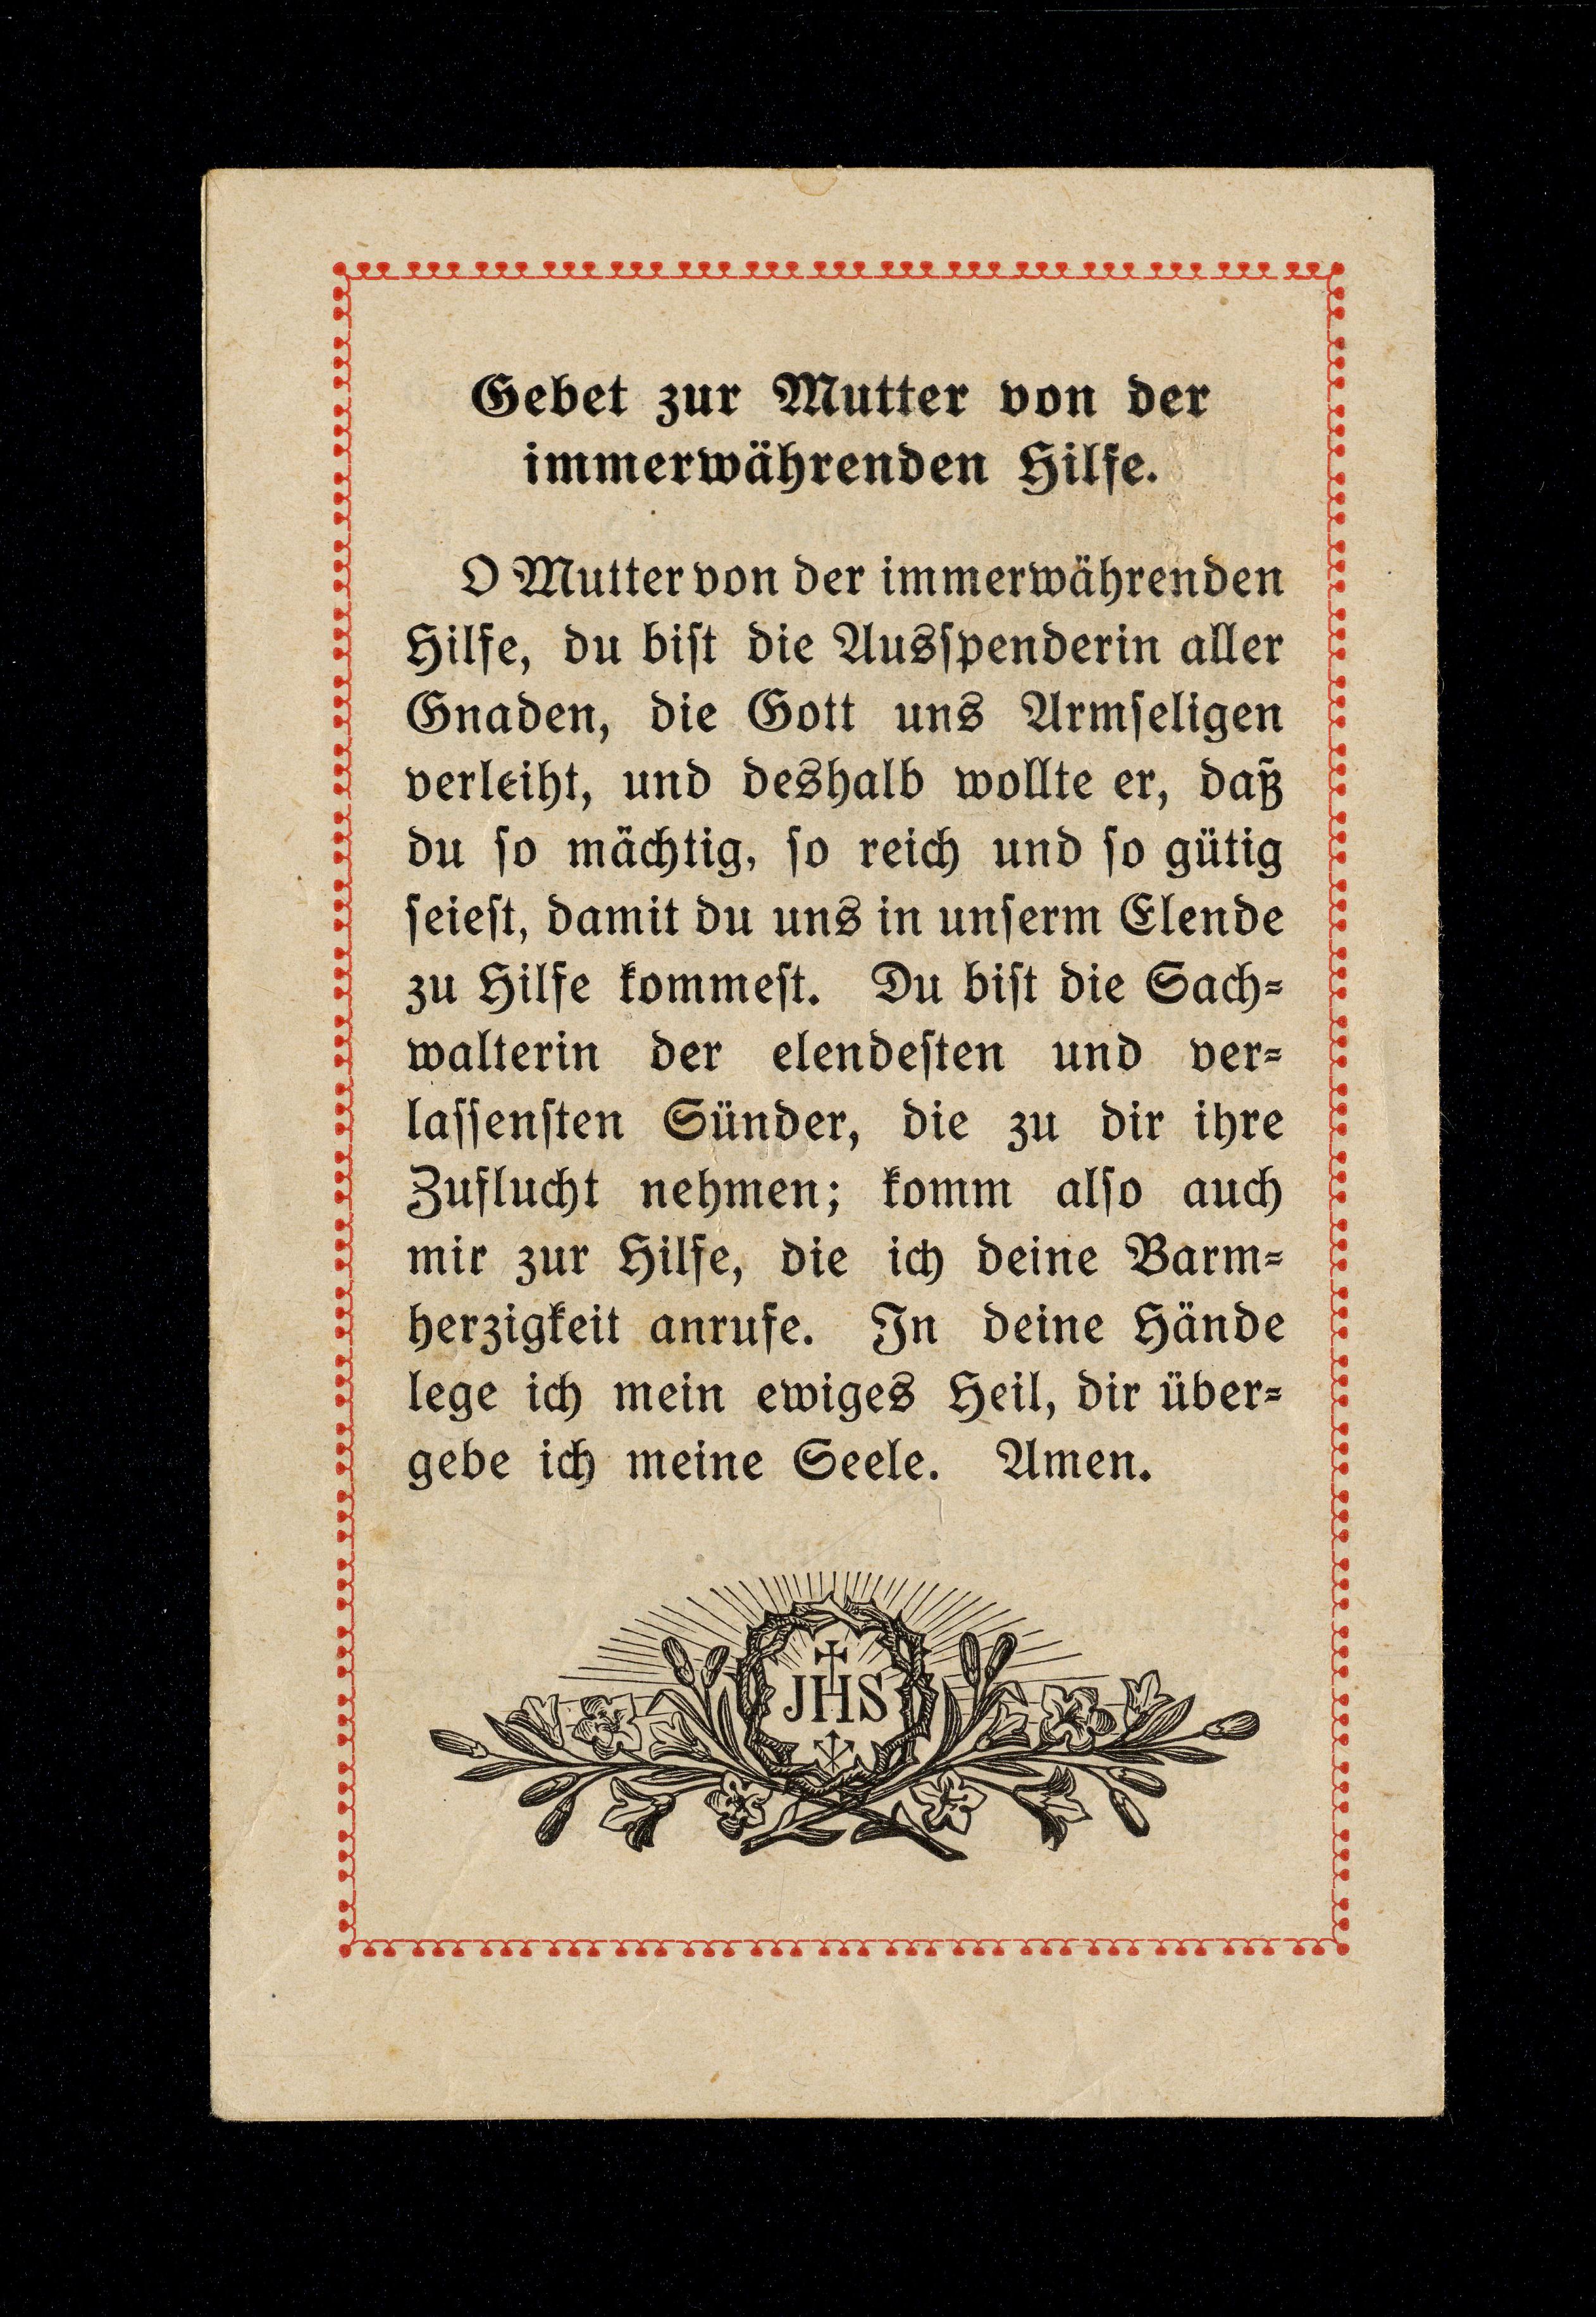 Gebet zur Mutter von der
immerwährenden Hilfe.
O Mutter von der immerwährenden
Hilfe, du biſt die Ausſpenderin aller
Gnaden, die Gott uns Armſeligen
verleiht, und deshalb wollte er, daß
du ſo mächtig, ſo reich und ſo gütig
ſeieſt, damit du uns in unſerm Elende
zu Hilfe kommeſt. Du biſt die Sach⸗
walterin der elendeſten und ver⸗
laſſenſten Sünder, die zu dir ihre
Zuflucht nehmen; komm alſo auch
mir zur Hilfe, die ich deine Barm⸗
herzigkeit anrufe. In deine Hände
lege ich mein ewiges Heil, dir über⸗
gebe ich meine Seele. Amen.
JHS